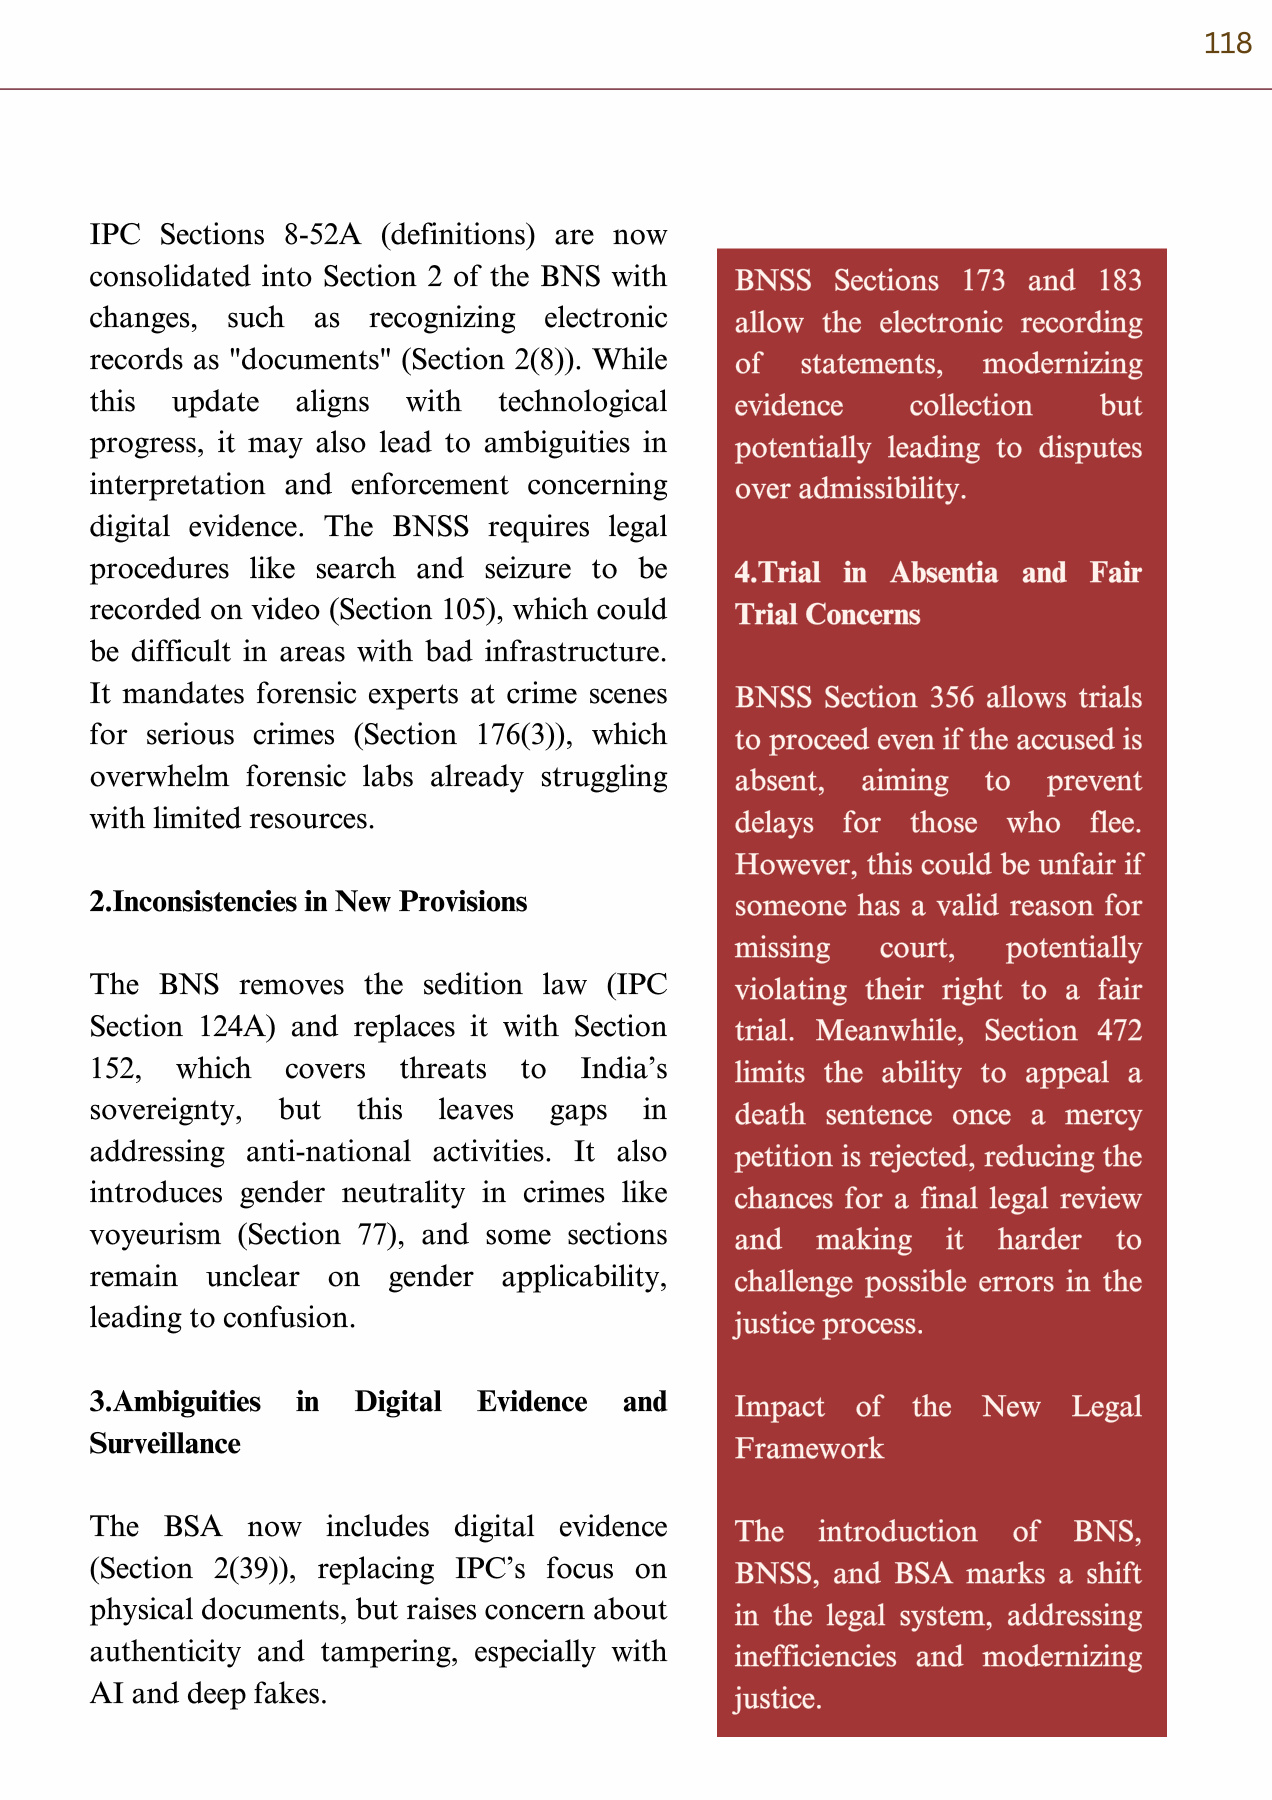 118
IPC Sections 8-52A (definitions) are now
consolidated into Section 2 of the BNS with
changes, such as recognizing electronic
records as "documents" (Section 2(8)). While
this update aligns with technological
progress, it may also lead to ambiguities in
interpretation and enforcement concerning
digital evidence. The BNSS requires legal
procedures like search and seizure to be
recorded on video (Section 105), which could
be difficult in areas with bad infrastructure.
It mandates forensic experts at crime scenes
for serious crimes (Section 176(3)), which
overwhelm forensic labs already struggling
with limited resources.
2.Inconsistencies in New Provisions
The BNS removes the sedition law (IPC
Section 124A) and replaces it with Section
152, which covers threats to India’s
sovereignty, but this leaves gaps in
addressing anti-national activities. It also
introduces gender neutrality in crimes like
voyeurism (Section 77), and some sections
remain unclear on gender applicability,
leading to confusion.
3.Ambiguities in Digital Evidence and
Surveillance
The BSA now includes digital evidence
(Section 2(39)), replacing IPC’s focus on
physical documents, but raises concern about
authenticity and tampering, especially with
AI and deep fakes.
BNSS Sections 173 and 183
allow the electronic recording
of statements, modernizing
evidence collection but
potentially leading to disputes
over admissibility.
4.Trial in Absentia and Fair
Trial Concerns
BNSS Section 356 allows trials
to proceed even if the accused is
absent, aiming to prevent
delays for those who flee.
However, this could be unfair if
someone has a valid reason for
missing court, potentially
violating their right to a fair
trial. Meanwhile, Section 472
limits the ability to appeal a
death sentence once a mercy
petition is rejected, reducing the
chances for a final legal review
and making it harder to
challenge possible errors in the
justice process.
Impact of the New Legal
Framework
The introduction of BNS,
BNSS, and BSA marks a shift
in the legal system, addressing
inefficiencies and modernizing
justice.